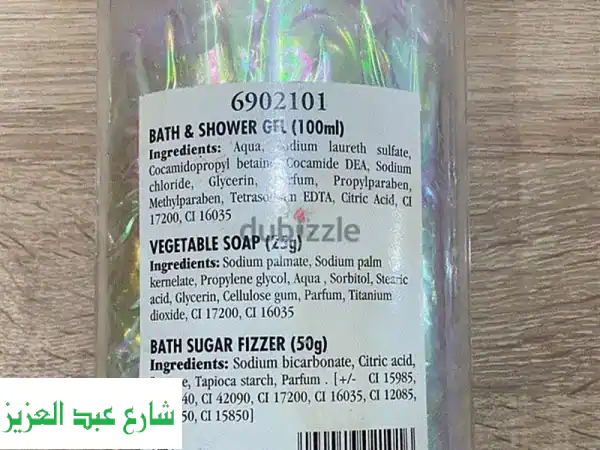 6902101
BATH & SHOWER GEL (100ml)
Ingredients: Aqua, laureth sulfate,
Cocamidopropyl Cocamide DEA, Sodium
chloride, Glycerin, Propylparaben,
Methylparaben, EDTA, Citric Acid, CI
17200, CI 16035
dubizzle
VEGETABLE SOAP (25g)
Ingredients: Sodium palmate, Sodium palm
kernelate, Propylene glycol, Aqua , Sorbitol, Stearic
acid, Glycerin, Cellulose gum, Parfum, Titanium
dioxide, CI 17200, CI 16035
BATH SUGAR FIZZER (50g)
Ingredients: Sodium bicarbonate, Citric acid,
Tapioca starch, Parfum . [+/- CI 15985,
CI 42090, CI 17200, CI 16035, CI 12085,
CI 15850]
شارع عبد العزيز